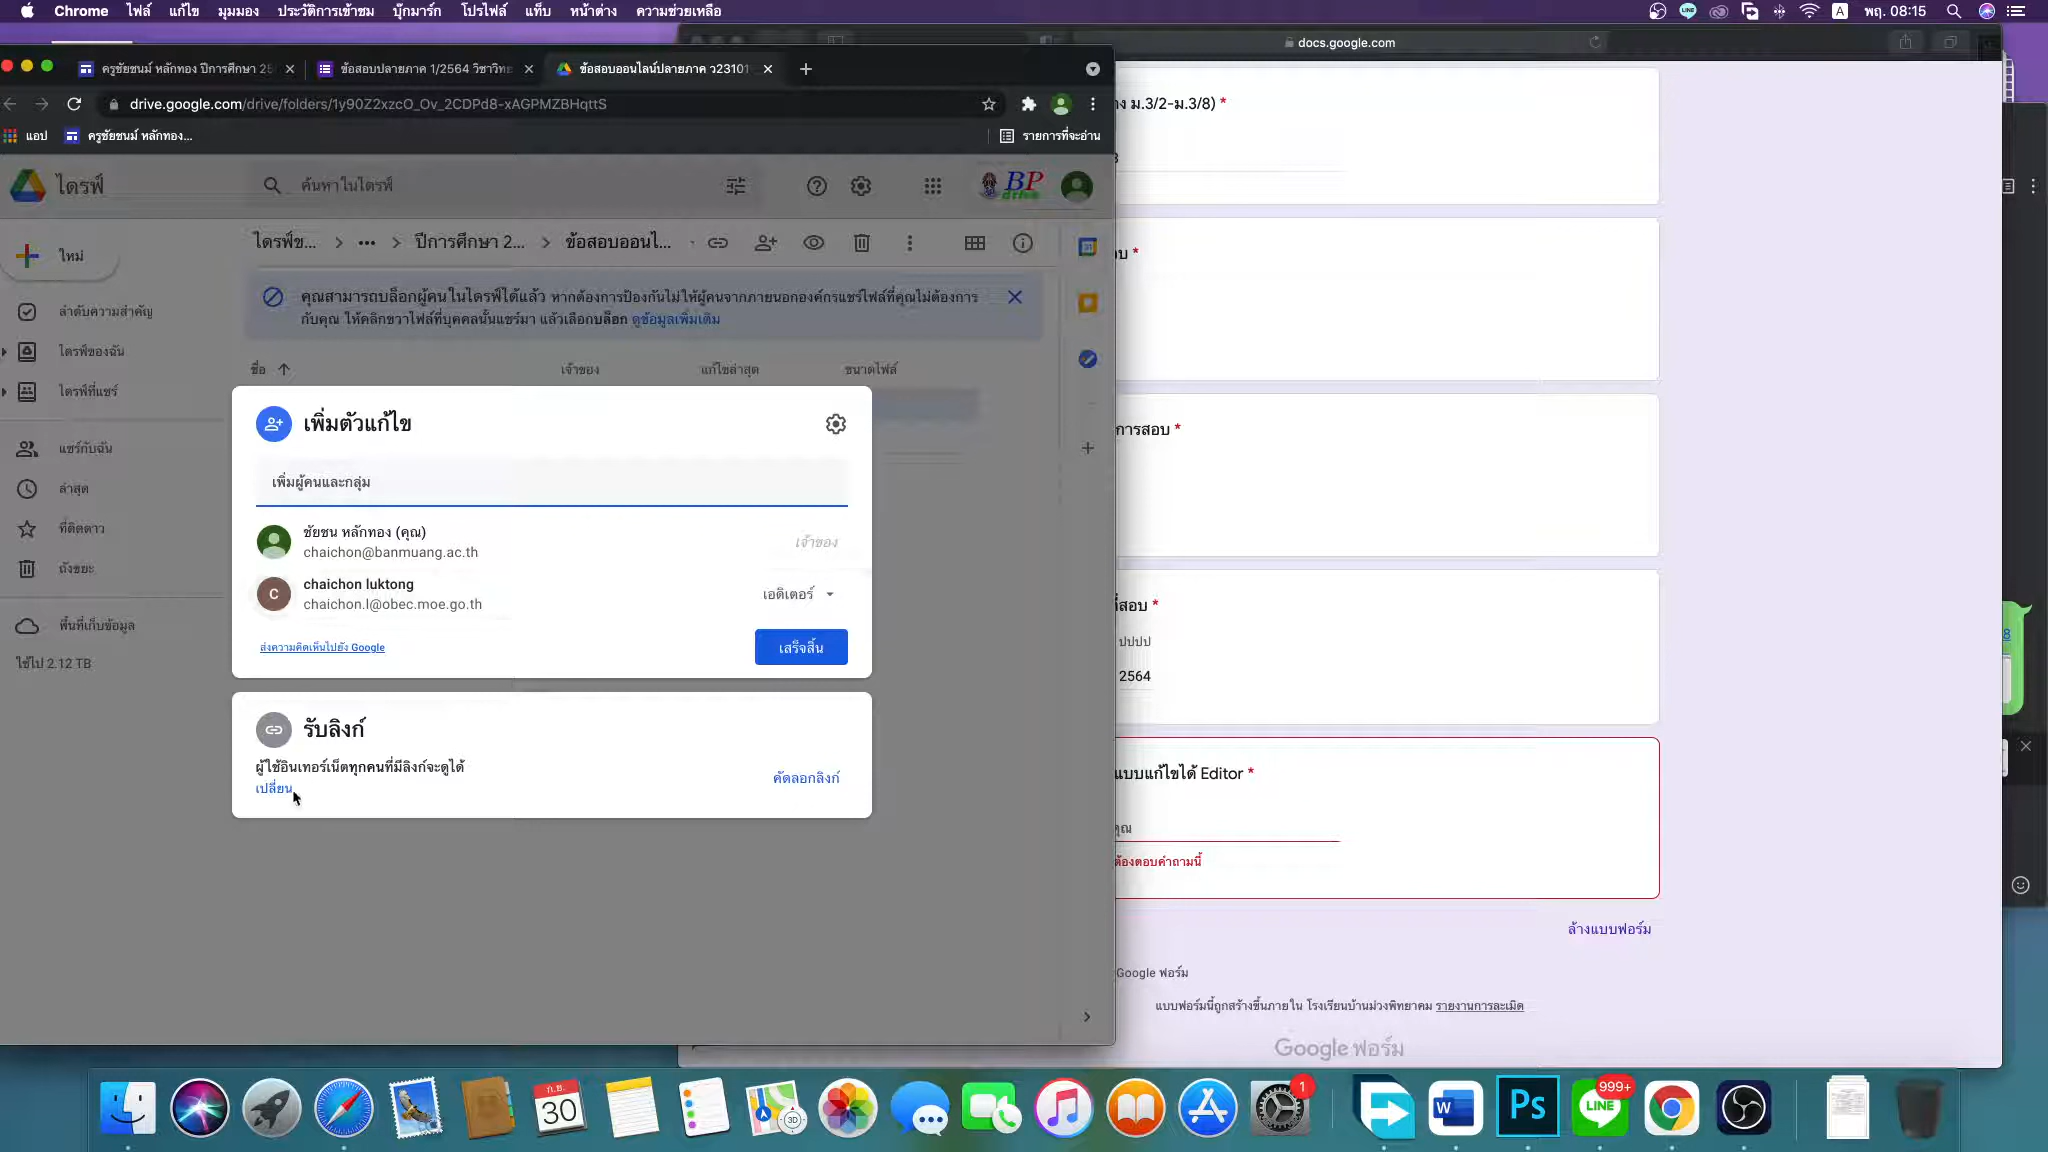 Chrome ไฟล์ แก้ไข มุมมอง ประวัติการเข้าชม บุ๊กมาร์ก โปรไฟล์ แท็บ หน้าต่าง ความช่วยเหลือ
A พฤ. 08:15
docs.google.com
ครูชัยชนม์ หลักทอง ปีการศึกษา 25
ข้อสอบปลายภาค 1/2564 วิชาวิทย
ข้อสอบออนไลน์ปลายภาค ว23101
drive.google.com/drive/folders/1y90Z2xzcO_Ov_2CDPd8-xAGPMZBHqttS
แอป
ครูชัยชนม์ หลักทอง...
รายการที่จะอ่าน
ไดรฟ์
ค้นหาในไดรฟ์
BP
drive
ใหม่
ไดรฟ์ข... > ••• > ปีการศึกษา 2... > ข้อสอบออนไ...
คุณสามารถบล็อกผู้คนในไดรฟ์ได้แล้ว หากต้องการป้องกันไม่ให้ผู้คนจากภายนอกองค์กรแชร์ไฟล์ที่คุณไม่ต้องการ
กับคุณ ให้คลิกขวาไฟล์ที่บุคคลนั้นแชร์มา แล้วเลือกบล็อก ดูข้อมูลเพิ่มเติม
ลำดับความสำคัญ
ไดรฟ์ของฉัน
ไดรฟ์ที่แชร์
แชร์กับฉัน
ล่าสุด
ที่ติดดาว
ถังขยะ
พื้นที่เก็บข้อมูล
ใช้ไป 2.12 TB
ชื่อ
เจ้าของ
แก้ไขล่าสุด
ขนาดไฟล์
เพิ่มตัวแก้ไข
เพิ่มผู้คนและกลุ่ม
ชัยชน หลักทอง (คุณ)
chaichon@banmuang.ac.th
เจ้าของ
C
chaichon luktong
chaichon.l@obec.moe.go.th
เอดิเตอร์
ส่งความคิดเห็นไปยัง Google
เสร็จสิ้น
รับลิงก์
ผู้ใช้อินเทอร์เน็ตทุกคนที่มีลิงก์จะดูได้
เปลี่ยน
คัดลอกลิงก์
ง ม.3/2-ม.3/8) *
บ *
การสอบ *
ี่สอบ *
ปปปป
2564
แบบแก้ไขได้ Editor *
คุณ
ต้องตอบคำถามนี้
ล้างแบบฟอร์ม
Google ฟอร์ม
แบบฟอร์มนี้ถูกสร้างขึ้นภายใน โรงเรียนบ้านม่วงพิทยาคม รายงานการละเมิด
Google ฟอร์ม
8
ก.ย.
30
3D
1
W
Ps
999+
LINE